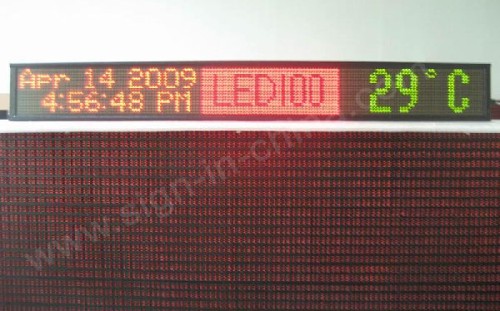 Apr 14 2009
4:56:48 PM
LED100
29°C
www.sign-in-china.com